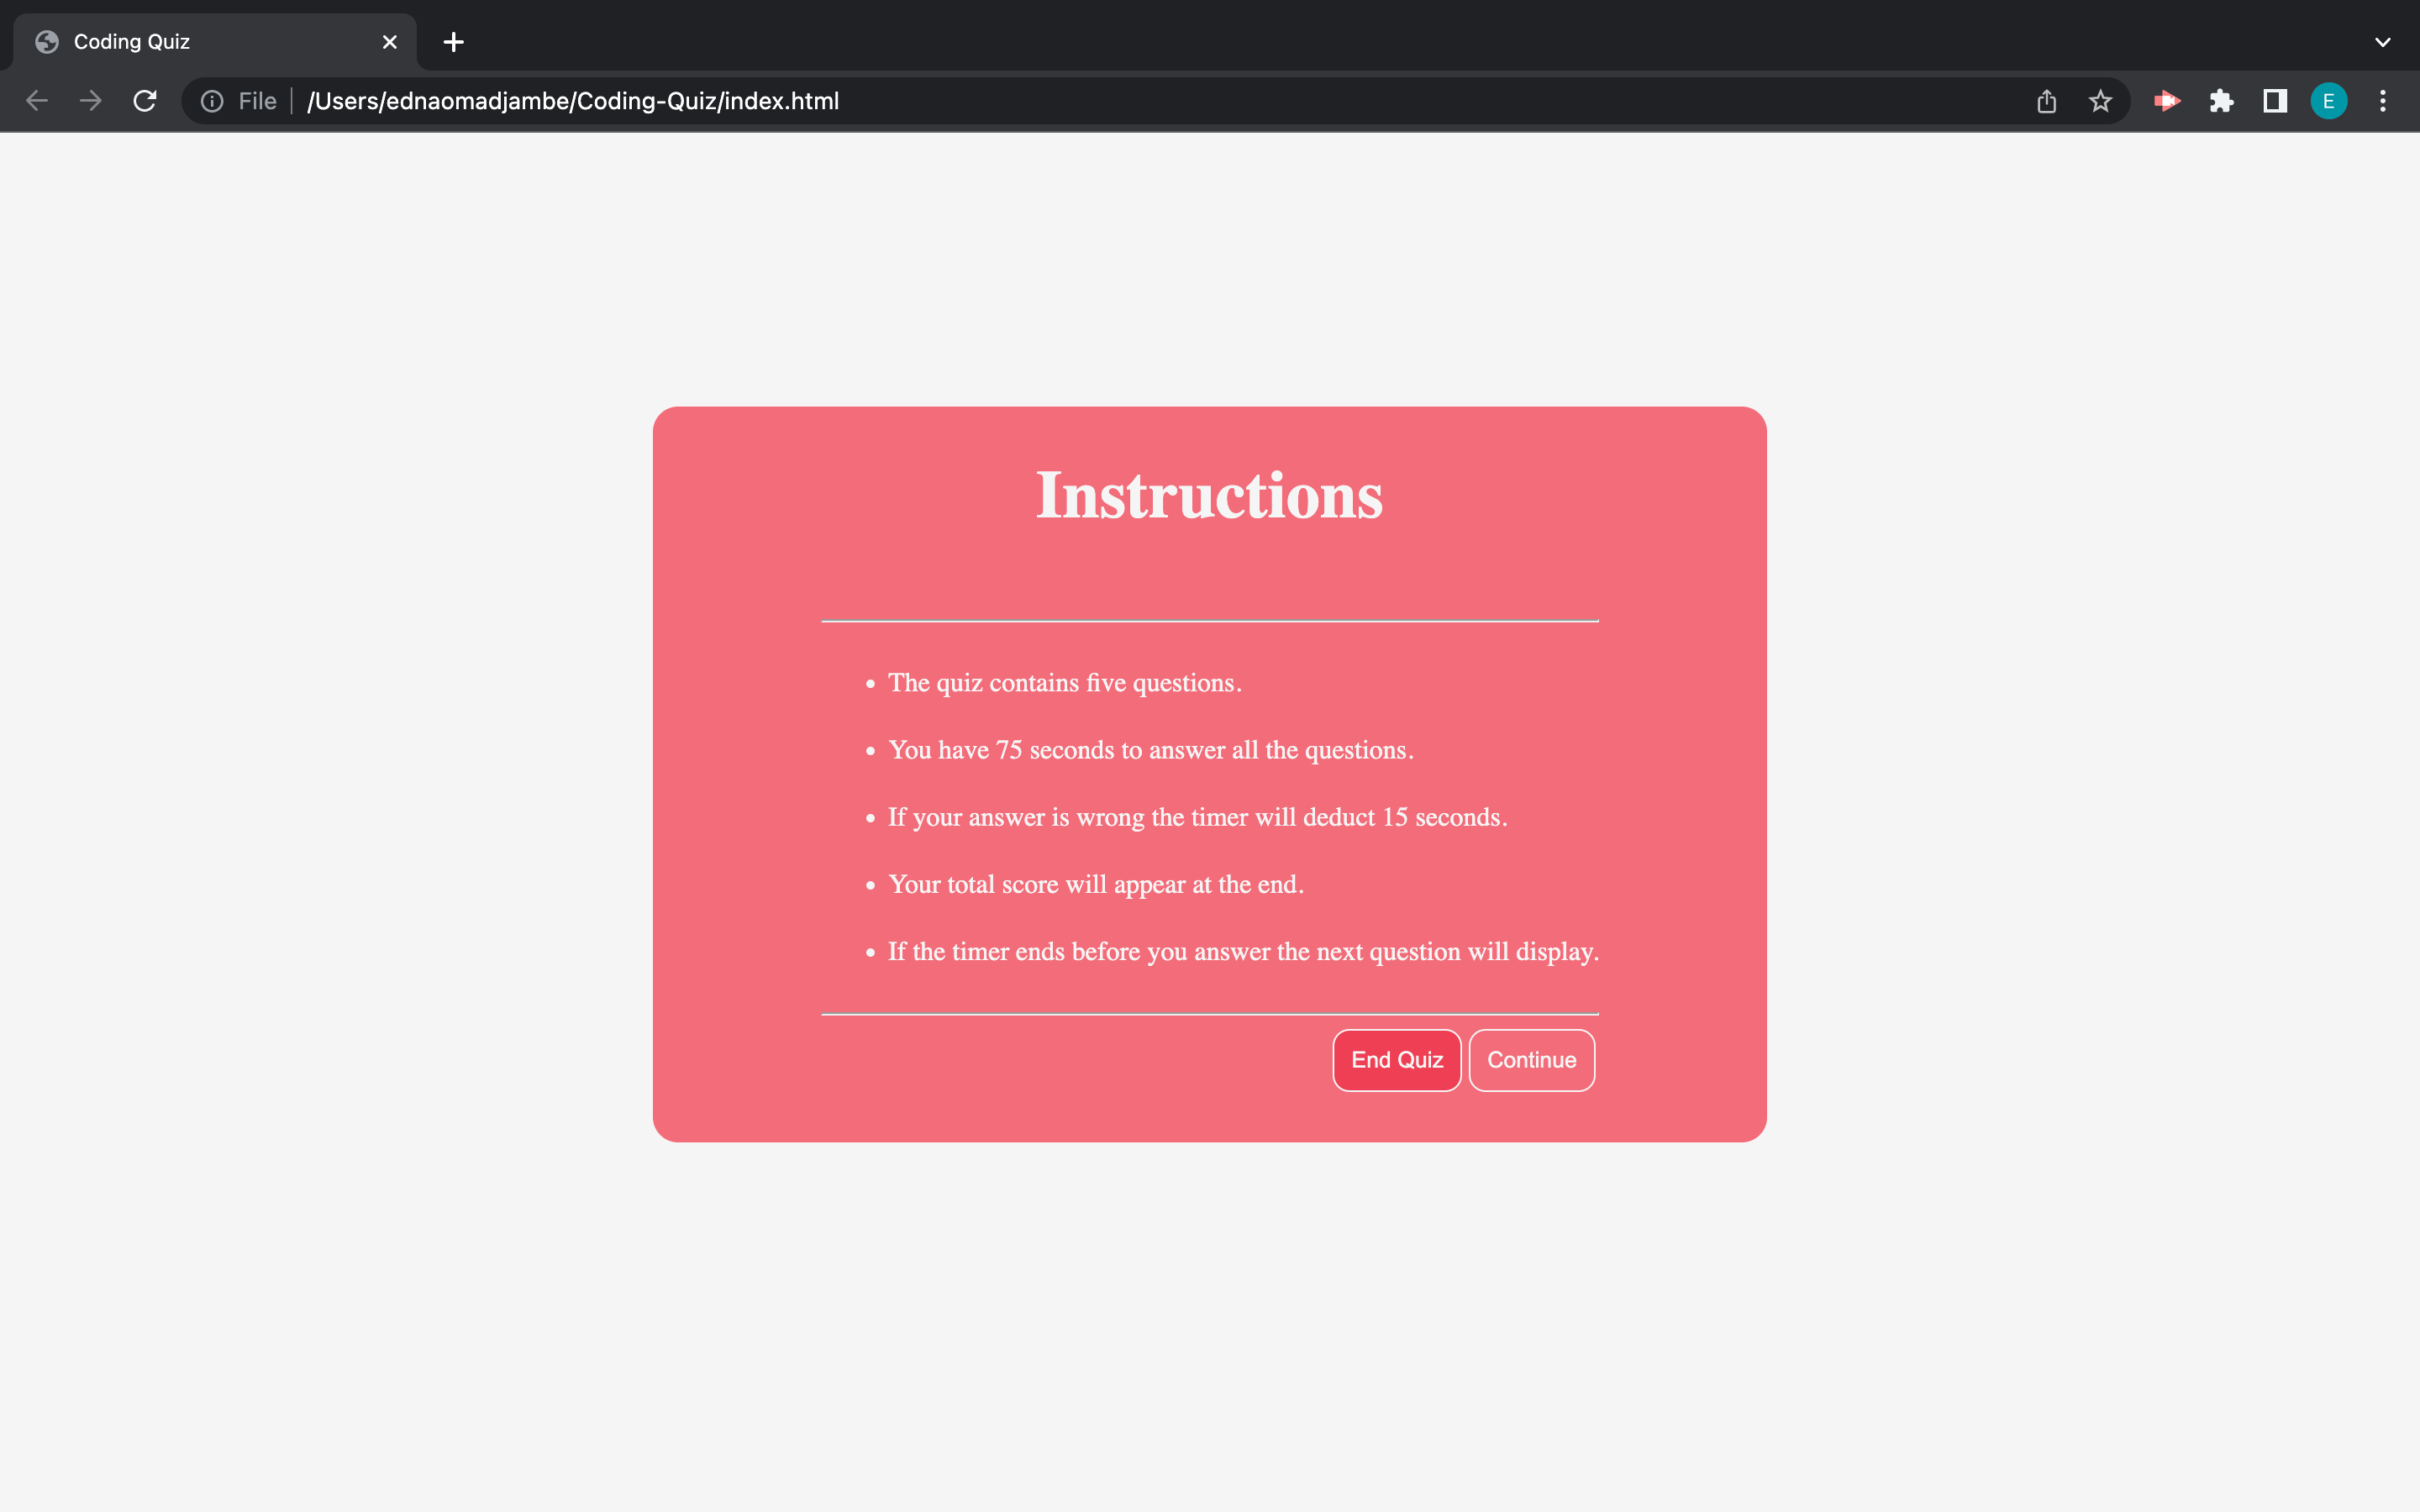 Coding Quiz
File /Users/ednaomadjambe/Coding-Quiz/index.html
E
Instructions
• The quiz contains five questions.
• You have 75 seconds to answer all the questions.
• If your answer is wrong the timer will deduct 15 seconds.
• Your total score will appear at the end.
• If the timer ends before you answer the next question will display.
End Quiz Continue